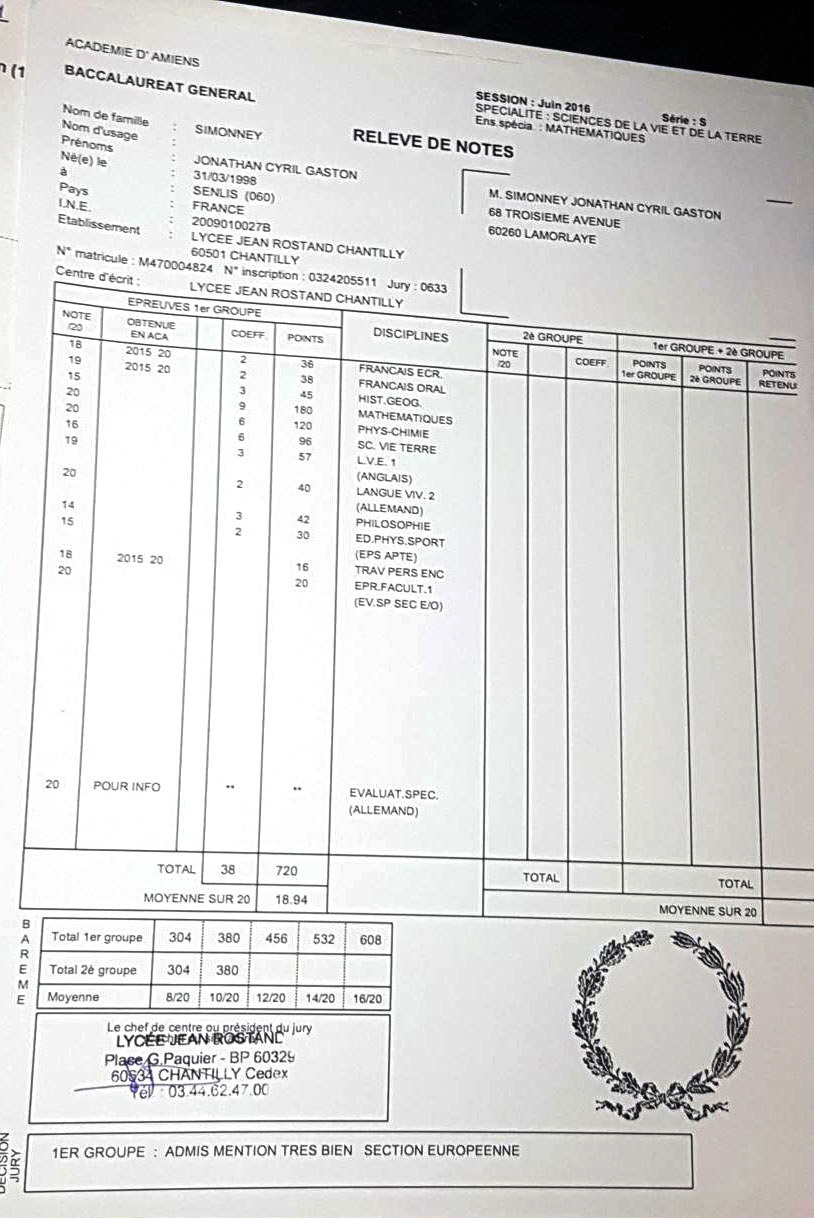 n (1
ACADEMIE D' AMIENS
BACCALAUREAT GENERAL
SESSION : Juin 2016 Série : S
SPECIALITE : SCIENCES DE LA VIE ET DE LA TERRE
Ens.spécia. : MATHEMATIQUES
RELEVE DE NOTES
Nom de famille : SIMONNEY
Nom d'usage :
Prénoms : JONATHAN CYRIL GASTON
Né(e) le : 31/03/1998
à : SENLIS (060)
Pays : FRANCE
I.N.E. : 2009010027B
Etablissement : LYCEE JEAN ROSTAND CHANTILLY
60501 CHANTILLY
M. SIMONNEY JONATHAN CYRIL GASTON
68 TROISIEME AVENUE
60260 LAMORLAYE
N° matricule : M470004824 N° inscription : 0324205511 Jury : 0633
Centre d'écrit : LYCEE JEAN ROSTAND CHANTILLY
EPREUVES 1er GROUPE DISCIPLINES 2è GROUPE 1er GROUPE + 2è GROUPE
NOTE /20 OBTENUE EN ACA COEFF. POINTS NOTE /20 COEFF. POINTS 1er GROUPE POINTS 2è GROUPE POINTS RETENUS
18 2015 20 2 36 FRANCAIS ECR.
19 2015 20 2 38 FRANCAIS ORAL
15 3 45 HIST.GEOG.
20 9 180 MATHEMATIQUES
20 6 120 PHYS-CHIMIE
16 6 96 SC. VIE TERRE
19 3 57 L.V.E. 1
(ANGLAIS)
20 2 40 LANGUE VIV. 2
(ALLEMAND)
14 3 42 PHILOSOPHIE
15 2 30 ED.PHYS.SPORT
(EPS APTE)
18 2015 20 16 TRAV PERS ENC
20 20 EPR.FACULT.1
(EV.SP SEC E/O)
20 POUR INFO ** ** EVALUAT.SPEC.
(ALLEMAND)
TOTAL 38 720 TOTAL TOTAL
MOYENNE SUR 20 18.94 MOYENNE SUR 20
BAREME
Total 1er groupe 304 380 456 532 608
Total 2è groupe 304 380
Moyenne 8/20 10/20 12/20 14/20 16/20
Le chef de centre ou président du jury
LYCÉE JEAN ROSTAND
Place G.Paquier - BP 60329
60634 CHANTILLY Cedex
Tél : 03.44.62.47.00
DECISION JURY
1ER GROUPE : ADMIS MENTION TRES BIEN SECTION EUROPEENNE